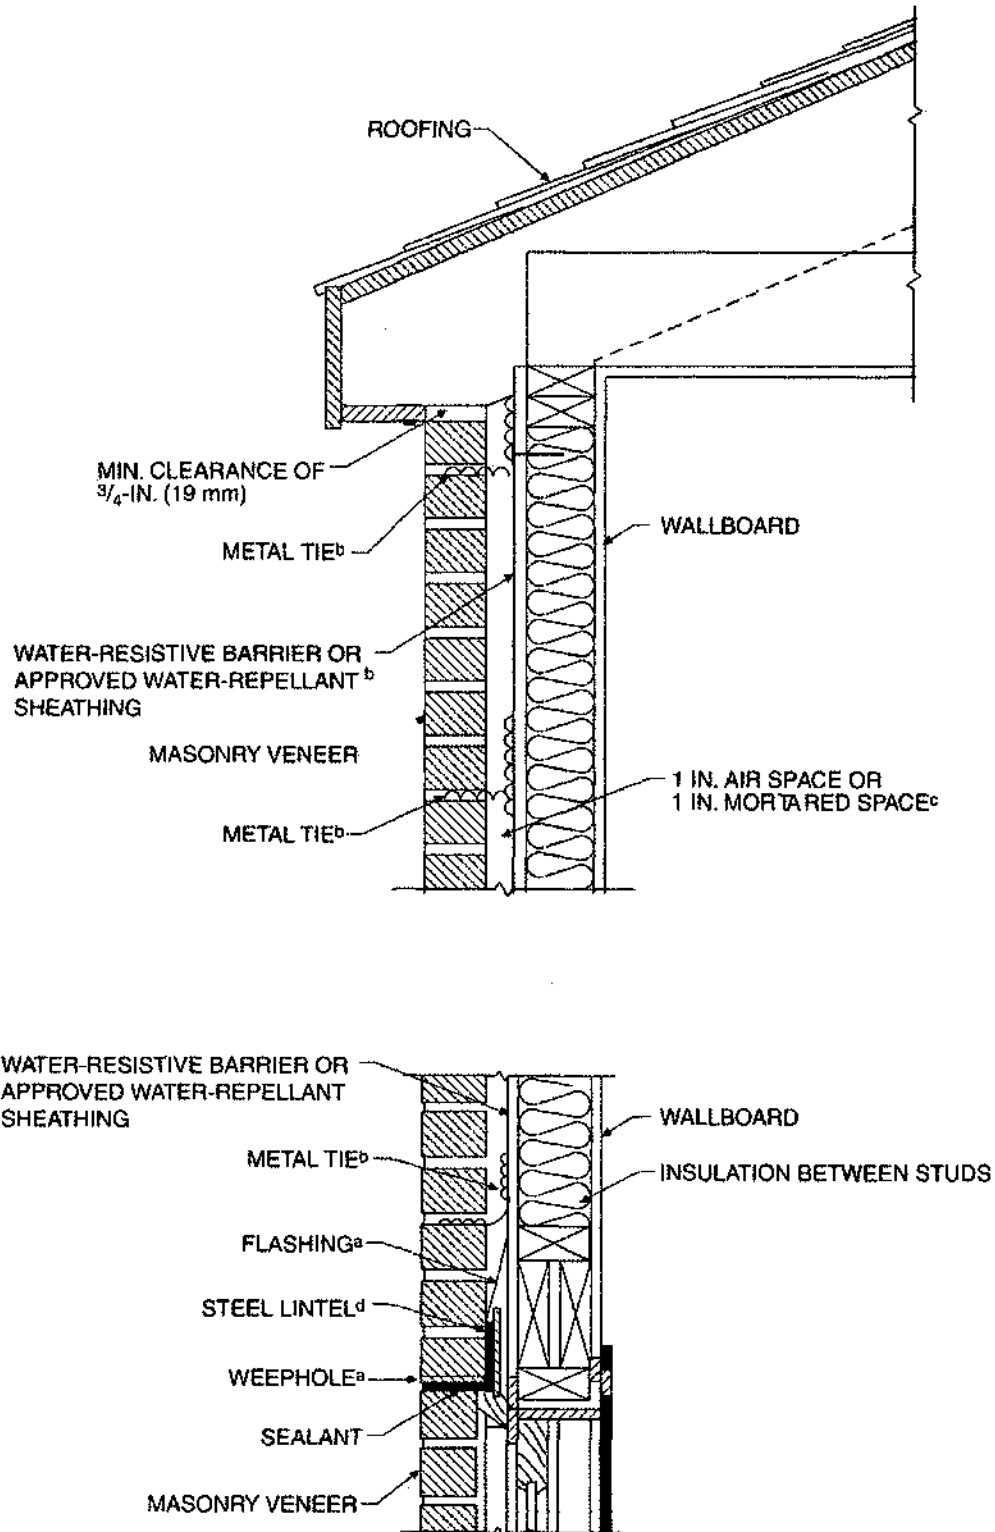 ROOFING
MIN. CLEARANCE OF
3/4-IN. (19 mm)
METAL TIEb
WALLBOARD
WATER-RESISTIVE BARRIER OR
APPROVED WATER-REPELLANT b
SHEATHING
MASONRY VENEER
1 IN. AIR SPACE OR
1 IN. MORTARED SPACEc
METAL TIEb
WATER-RESISTIVE BARRIER OR
APPROVED WATER-REPELLANT
SHEATHING
WALLBOARD
METAL TIEb
INSULATION BETWEEN STUDS
FLASHINGa
STEEL LINTELd
WEEPHOLEa
SEALANT
MASONRY VENEER